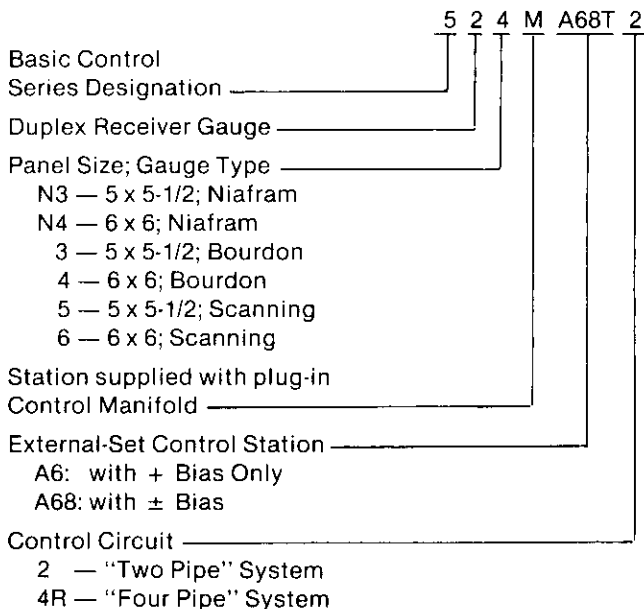 5 2 4 M A68T 2
Basic Control
Series Designation
Duplex Receiver Gauge
Panel Size; Gauge Type
N3 — 5 x 5-1/2; Niafram
N4 — 6 x 6; Niafram
3 — 5 x 5-1/2; Bourdon
4 — 6 x 6; Bourdon
5 — 5 x 5-1/2; Scanning
6 — 6 x 6; Scanning
Station supplied with plug-in
Control Manifold
External-Set Control Station
A6: with + Bias Only
A68: with ± Bias
Control Circuit
2 — "Two Pipe" System
4R — "Four Pipe" System